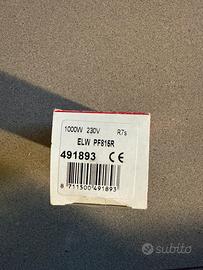 1000W 230V R7s
ELW PF815R
491893 CE
8 711500 491893
subito